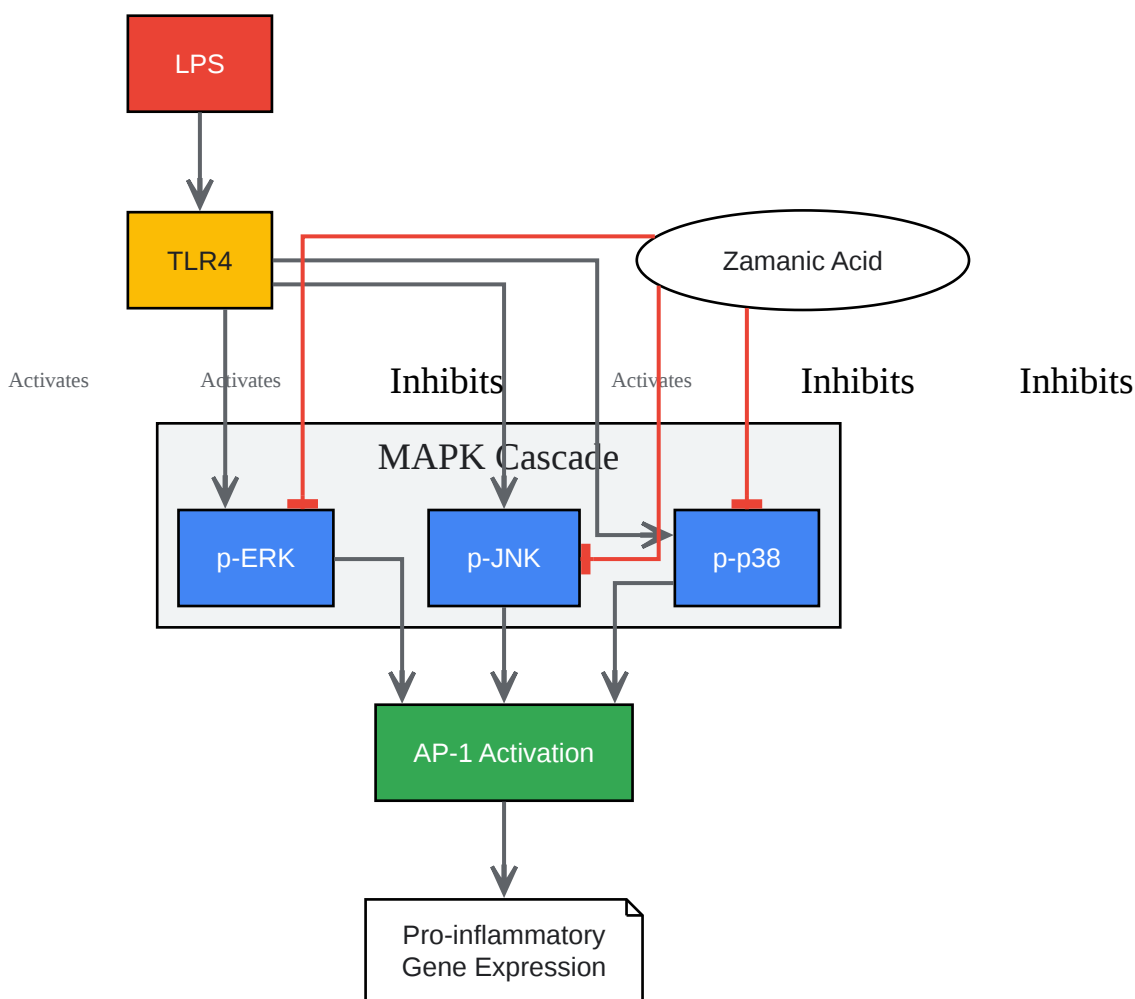 LPS
TLR4
Zamanic Acid
Activates
Activates
Inhibits
Activates
Inhibits
Inhibits
MAPK Cascade
p-ERK
p-JNK
p-p38
AP-1 Activation
Pro-inflammatory
Gene Expression